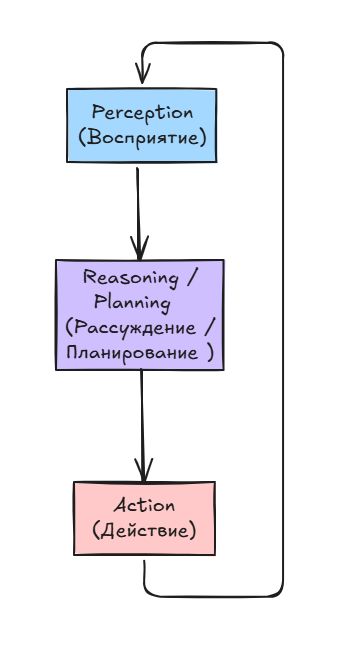 Perception
(Восприятие)
Reasoning /
Planning
(Рассуждение /
Планирование )
Action
(Действие)